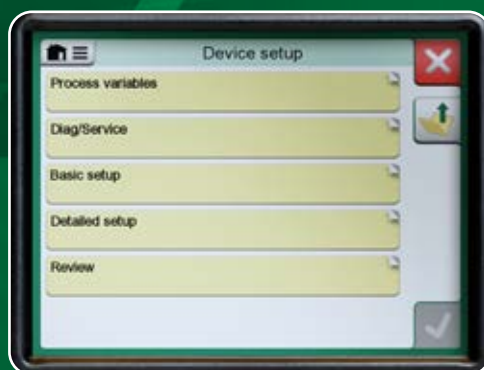 Device setup
Process variables
Diag/Service
Basic setup
Detailed setup
Review